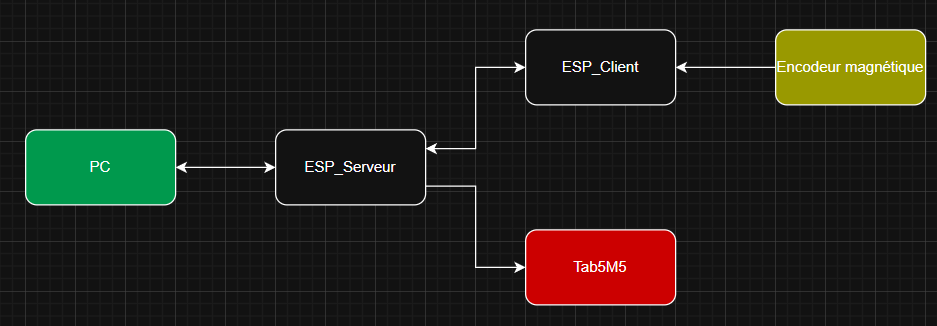 ESP_Client
Encodeur magnétique
PC
ESP_Serveur
Tab5M5